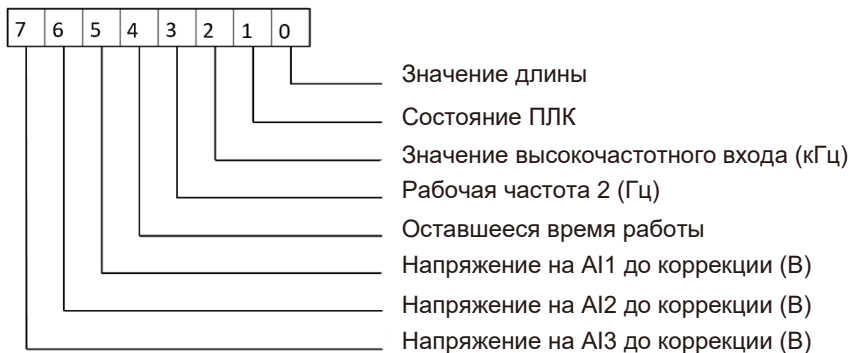 7 6 5 4 3 2 1 0
Значение длины
Состояние ПЛК
Значение высокочастотного входа (кГц)
Рабочая частота 2 (Гц)
Оставшееся время работы
Напряжение на AI1 до коррекции (В)
Напряжение на AI2 до коррекции (В)
Напряжение на AI3 до коррекции (В)